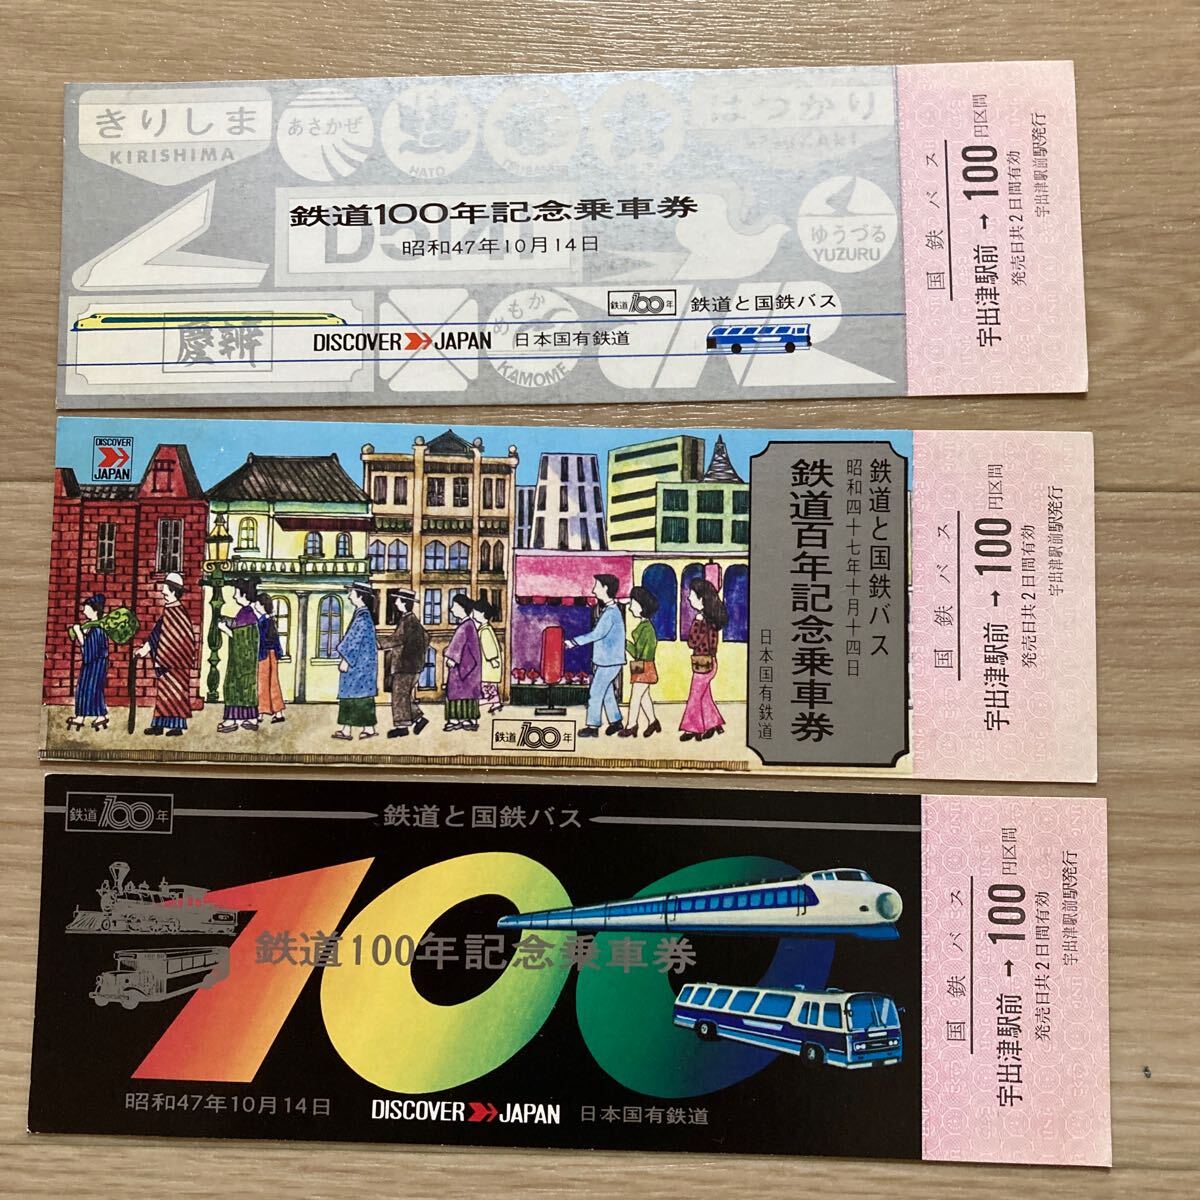 きりしま
KIRISHIMA
あさかぜ
HATO
はつかり
ゆうづる
YUZURU
鉄道100年記念乗車券
昭和47年10月14日
鉄道100年
鉄道と国鉄バス
かもめ
KAMOME
DISCOVER JAPAN
日本国有鉄道
国鉄バス
宇出津駅前→100円区間
発売日共2日間有効
宇出津駅前駅発行
DISCOVER
JAPAN
鉄道と国鉄バス
昭和四十七年十月十四日
鉄道百年記念乗車券
日本国有鉄道
鉄道100年
国鉄バス
宇出津駅前→100円区間
発売日共2日間有効
宇出津駅前駅発行
鉄道100年
鉄道と国鉄バス
100
鉄道100年記念乗車券
昭和47年10月14日
DISCOVER JAPAN
日本国有鉄道
国鉄バス
宇出津駅前→100円区間
発売日共2日間有効
宇出津駅前駅発行